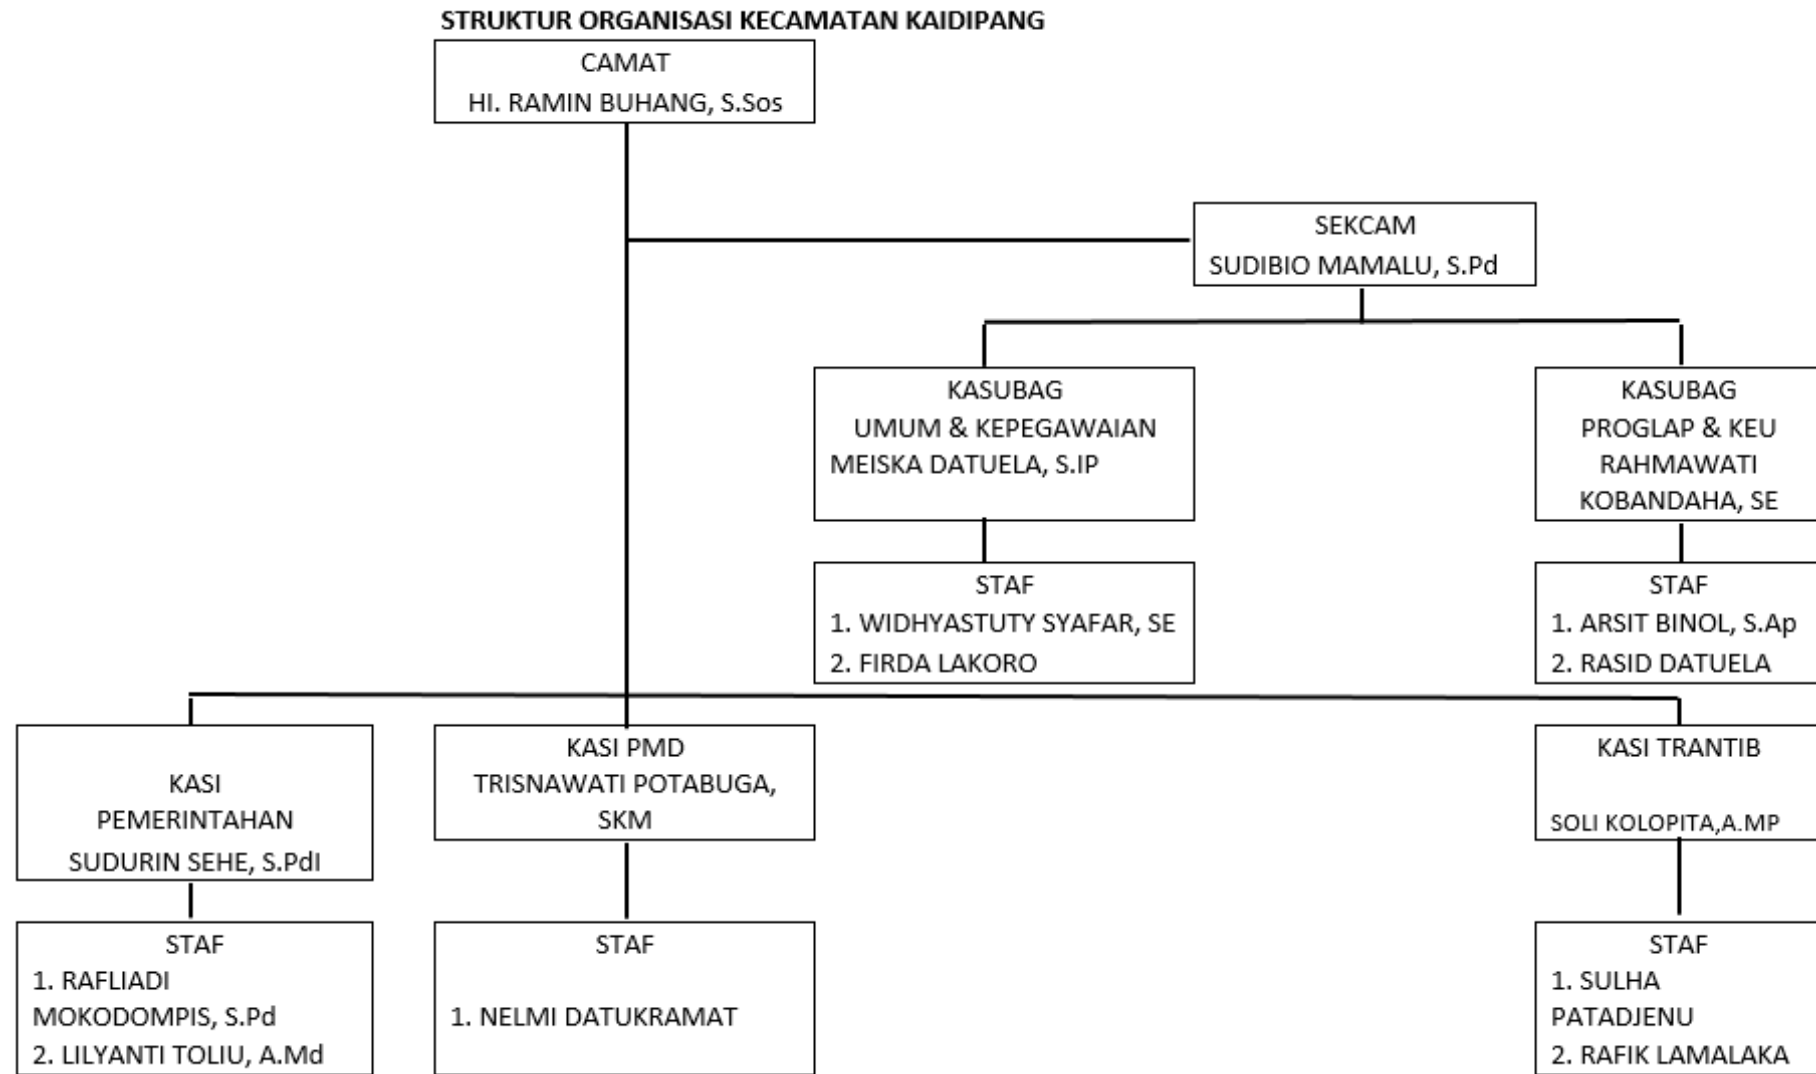 STRUKTUR ORGANISASI KECAMATAN KAIDIPANG
CAMAT
HI. RAMIN BUHANG, S.Sos
SEKCAM
SUDIBIO MAMALU, S.Pd
KASUBAG
UMUM & KEPEGAWAIAN
MEISKA DATUELA, S.IP
KASUBAG
PROGLAP & KEU
RAHMAWATI
KOBANDAHA, SE
STAF
1. WIDHYASTUTY SYAFAR, SE
2. FIRDA LAKORO
STAF
1. ARSIT BINOL, S.Ap
2. RASID DATUELA
KASI
PEMERINTAHAN
SUDURIN SEHE, S.PdI
KASI PMD
TRISNAWATI POTABUGA,
SKM
KASI TRANTIB
SOLI KOLOPITA,A.MP
STAF
1. RAFLIADI
MOKODOMPIS, S.Pd
2. LILYANTI TOLIU, A.Md
STAF
1. NELMI DATUKRAMAT
STAF
1. SULHA
PATADJENU
2. RAFIK LAMALAKA